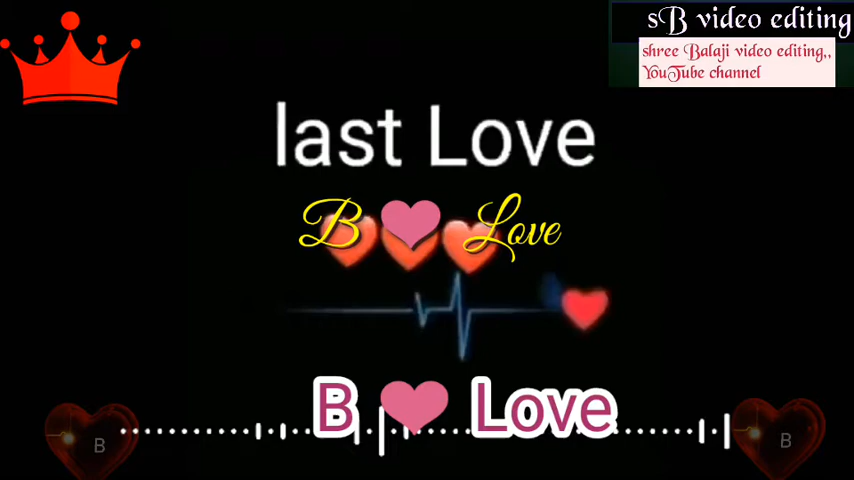 sB video editing
shree Balaji video editing,,
YouTube channel
last Love
B Love
B Love
B
B